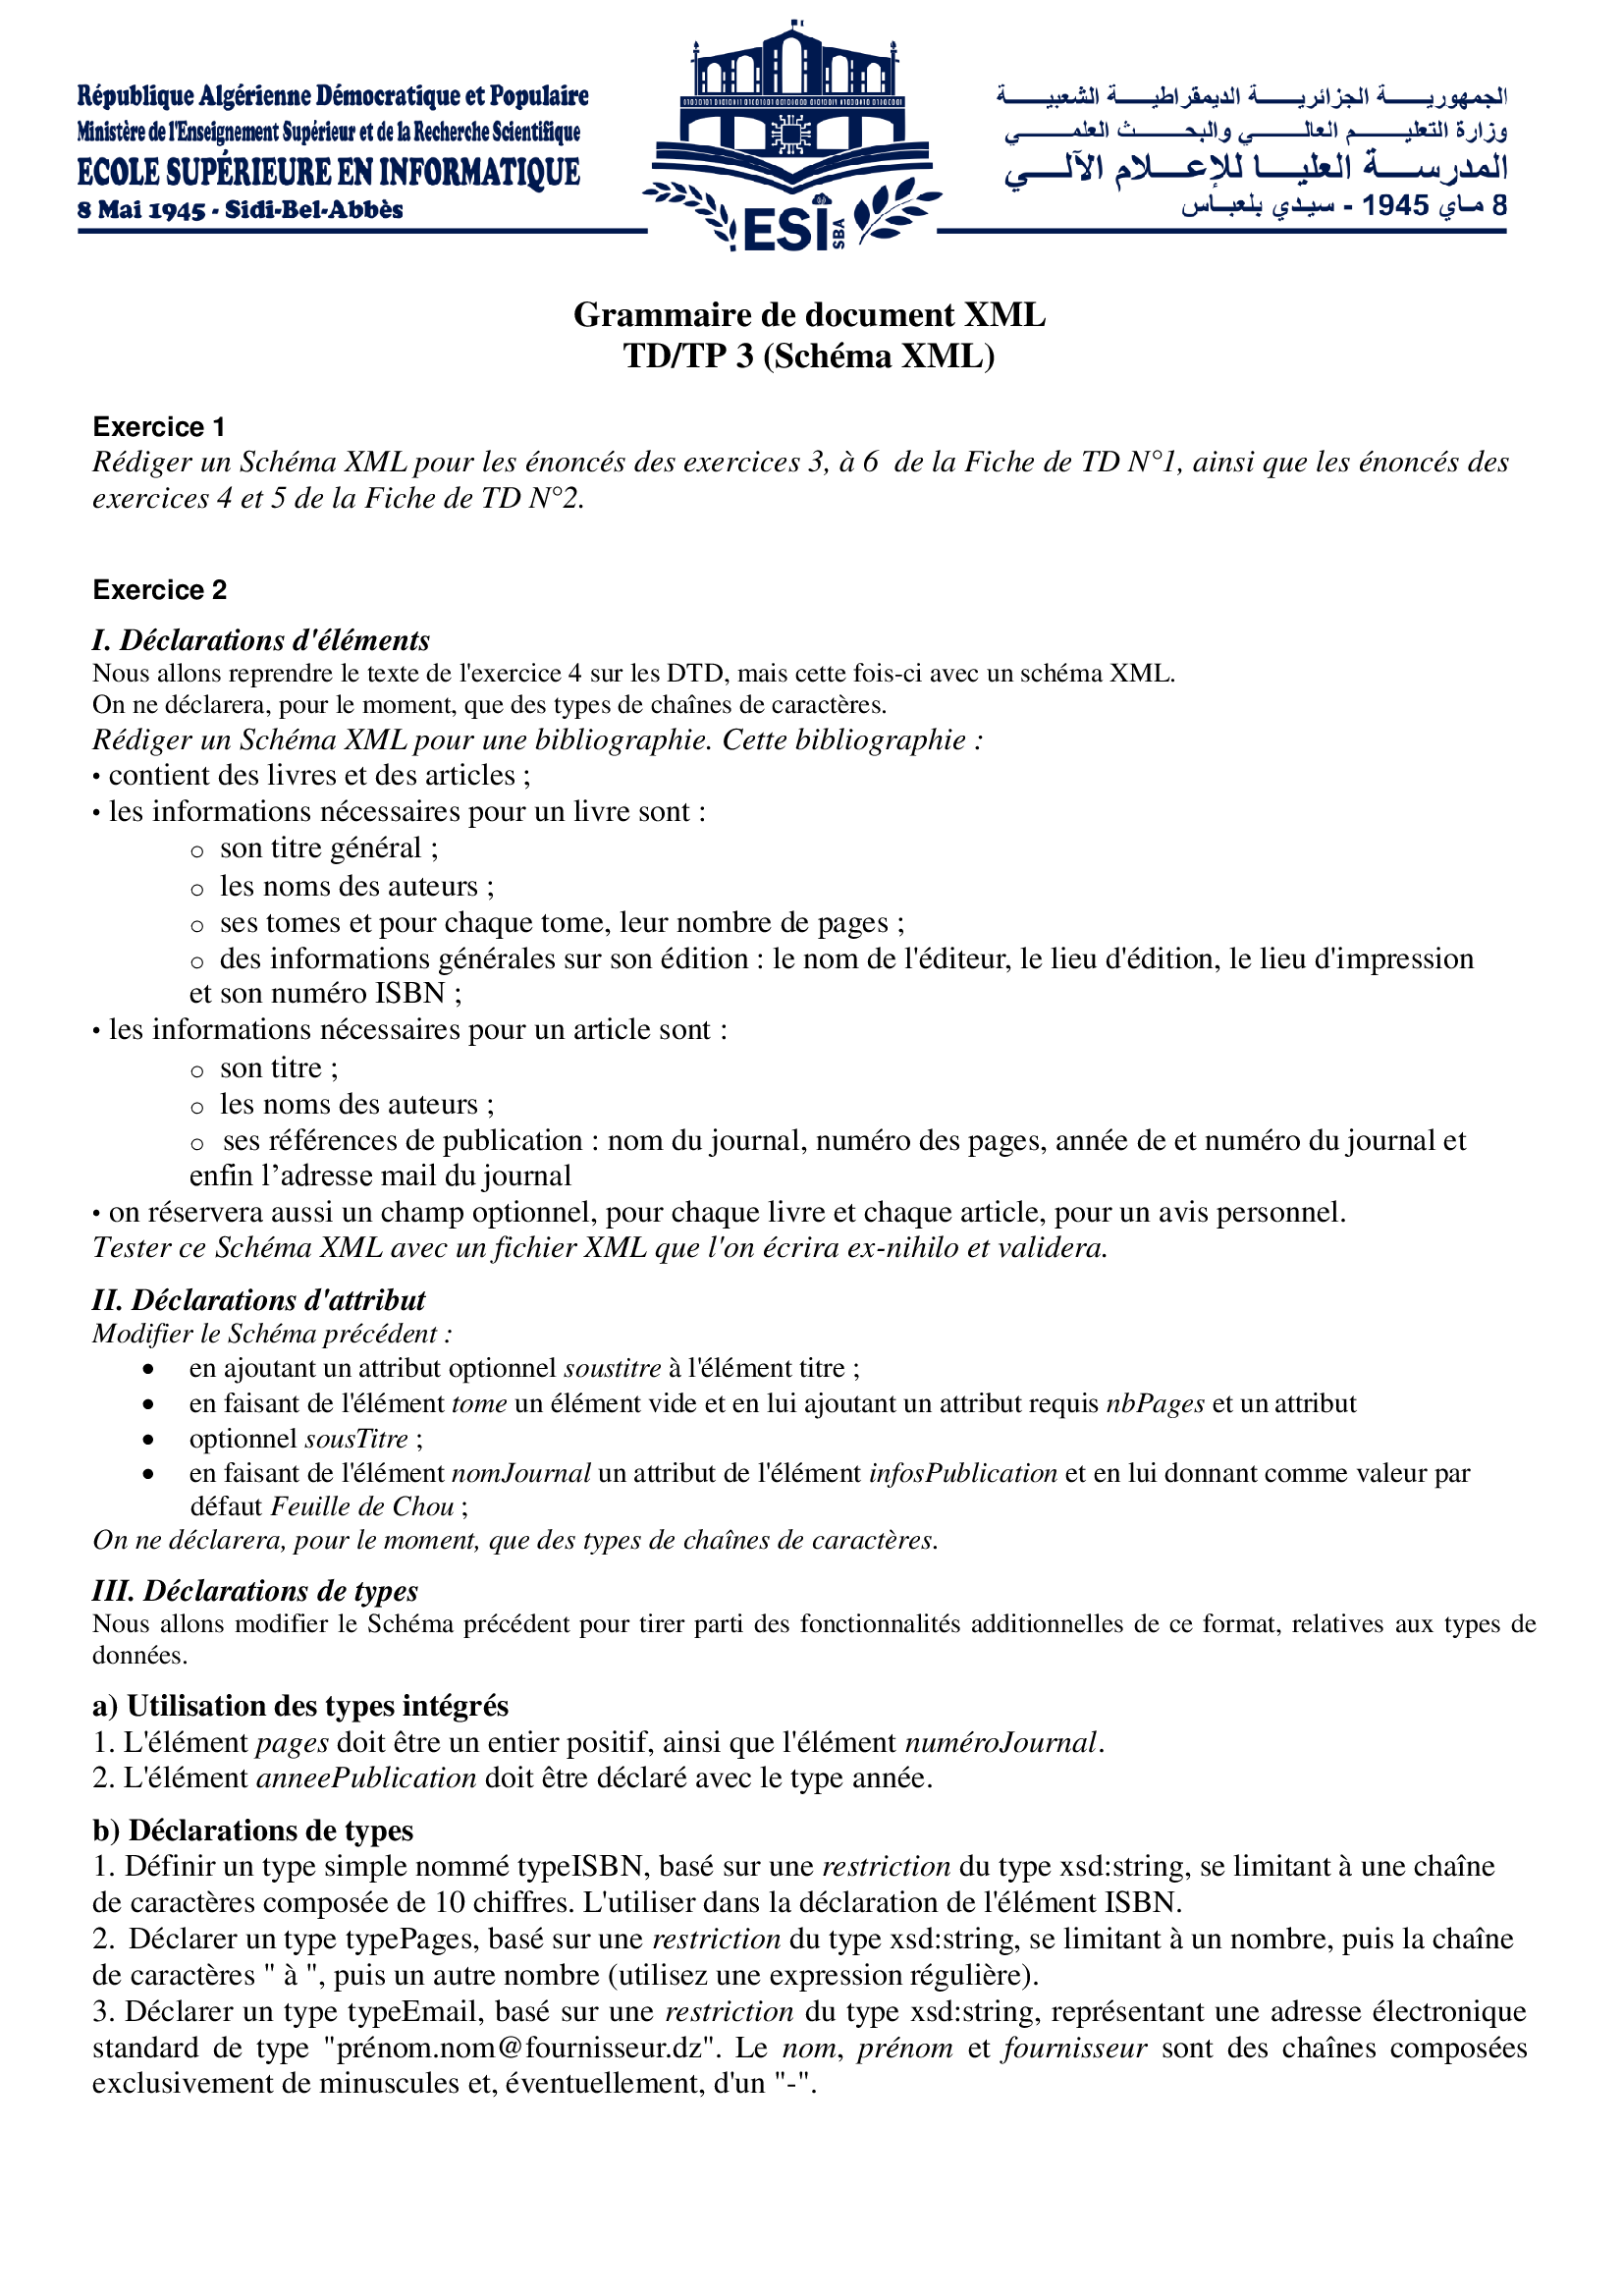 République Algérienne Démocratique et Populaire
Ministère de l'Enseignement Supérieur et de la Recherche Scientifique
ECOLE SUPÉRIEURE EN INFORMATIQUE
8 Mai 1945 - Sidi-Bel-Abbès
ESI
SBA
الجمهوريـــــة الجزائريـــــة الديمقراطيـــة الشعبيـــــة
وزارة التعليـــــم العالـــــي والبحـــــث العلمـــــي
المدرســـة العليـــا للإعـــلام الآلـــي
8 مـاي 1945 - سيـدي بلعبـاس
Grammaire de document XML
TD/TP 3 (Schéma XML)
Exercice 1
Rédiger un Schéma XML pour les énoncés des exercices 3, à 6 de la Fiche de TD N°1, ainsi que les énoncés des
exercices 4 et 5 de la Fiche de TD N°2.
Exercice 2
I. Déclarations d'éléments
Nous allons reprendre le texte de l'exercice 4 sur les DTD, mais cette fois-ci avec un schéma XML.
On ne déclarera, pour le moment, que des types de chaînes de caractères.
Rédiger un Schéma XML pour une bibliographie. Cette bibliographie :
• contient des livres et des articles ;
• les informations nécessaires pour un livre sont :
o son titre général ;
o les noms des auteurs ;
o ses tomes et pour chaque tome, leur nombre de pages ;
o des informations générales sur son édition : le nom de l'éditeur, le lieu d'édition, le lieu d'impression
et son numéro ISBN ;
• les informations nécessaires pour un article sont :
o son titre ;
o les noms des auteurs ;
o ses références de publication : nom du journal, numéro des pages, année de et numéro du journal et
enfin l’adresse mail du journal
• on réservera aussi un champ optionnel, pour chaque livre et chaque article, pour un avis personnel.
Tester ce Schéma XML avec un fichier XML que l'on écrira ex-nihilo et validera.
II. Déclarations d'attribut
Modifier le Schéma précédent :
• en ajoutant un attribut optionnel soustitre à l'élément titre ;
• en faisant de l'élément tome un élément vide et en lui ajoutant un attribut requis nbPages et un attribut
• optionnel sousTitre ;
• en faisant de l'élément nomJournal un attribut de l'élément infosPublication et en lui donnant comme valeur par
défaut Feuille de Chou ;
On ne déclarera, pour le moment, que des types de chaînes de caractères.
III. Déclarations de types
Nous allons modifier le Schéma précédent pour tirer parti des fonctionnalités additionnelles de ce format, relatives aux types de
données.
a) Utilisation des types intégrés
1. L'élément pages doit être un entier positif, ainsi que l'élément numéroJournal.
2. L'élément anneePublication doit être déclaré avec le type année.
b) Déclarations de types
1. Définir un type simple nommé typeISBN, basé sur une restriction du type xsd:string, se limitant à une chaîne
de caractères composée de 10 chiffres. L'utiliser dans la déclaration de l'élément ISBN.
2. Déclarer un type typePages, basé sur une restriction du type xsd:string, se limitant à un nombre, puis la chaîne
de caractères " à ", puis un autre nombre (utilisez une expression régulière).
3. Déclarer un type typeEmail, basé sur une restriction du type xsd:string, représentant une adresse électronique
standard de type "prénom.nom@fournisseur.dz". Le nom, prénom et fournisseur sont des chaînes composées
exclusivement de minuscules et, éventuellement, d'un "-".